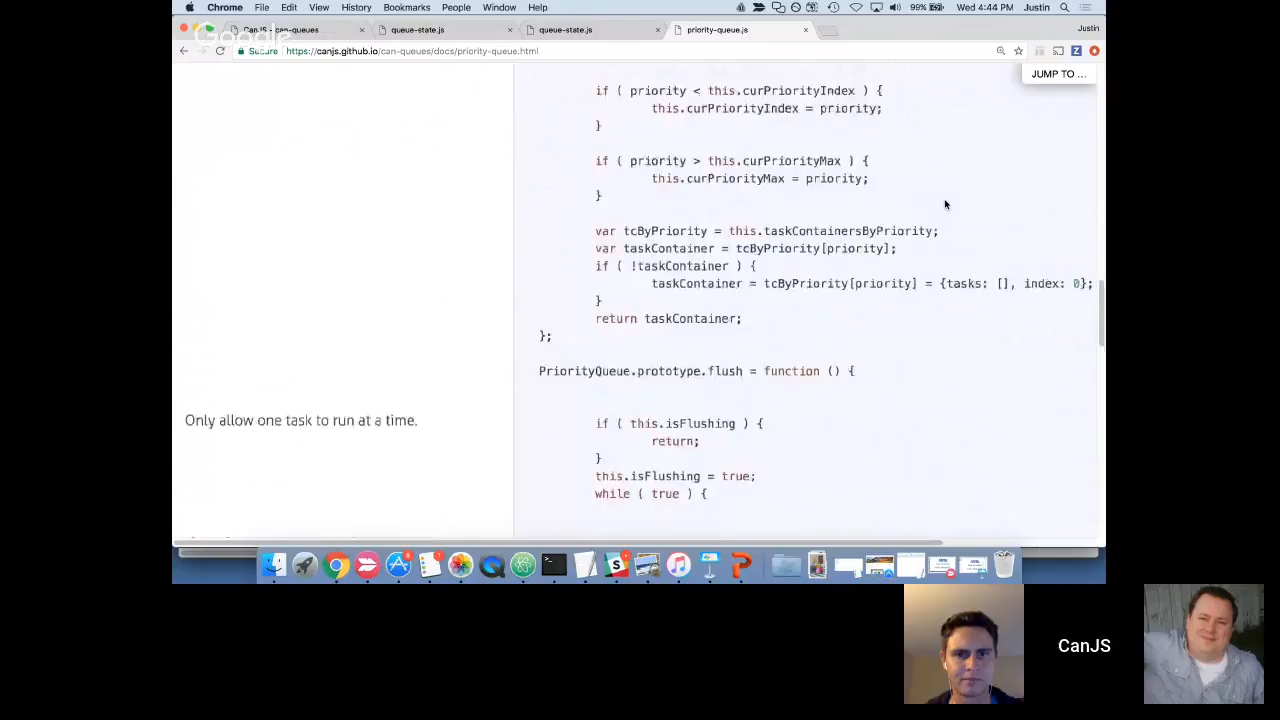 Chrome File Edit View History Bookmarks People Window Help 99% Wed 4:44 PM Justin
Google
CanJS - can-queues queue-state.js queue-state.js priority-queue.js Justin
Secure https://canjs.github.io/can-queues/docs/priority-queue.html
JUMP TO ...
if ( priority < this.curPriorityIndex ) {
this.curPriorityIndex = priority;
}
if ( priority > this.curPriorityMax ) {
this.curPriorityMax = priority;
}
var tcByPriority = this.taskContainersByPriority;
var taskContainer = tcByPriority[priority];
if ( !taskContainer ) {
taskContainer = tcByPriority[priority] = {tasks: [], index: 0};
}
return taskContainer;
};
PriorityQueue.prototype.flush = function () {
Only allow one task to run at a time.
if ( this.isFlushing ) {
return;
}
this.isFlushing = true;
while ( true ) {
CanJS